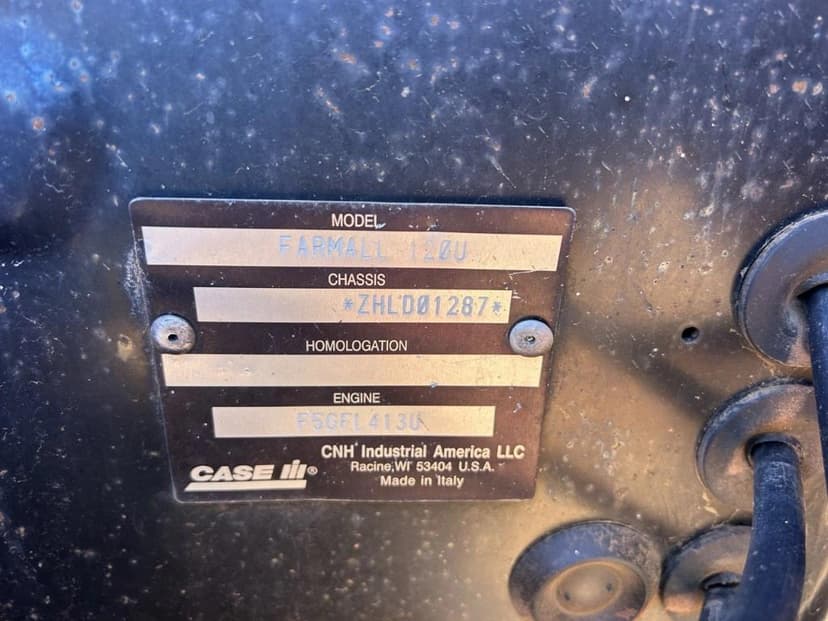 MODEL
FARMALL 120U
CHASSIS
*ZHLD01287*
HOMOLOGATION
ENGINE
F5GFL413U
CNH Industrial America LLC
Racine,WI 53404 U.S.A.
Made in Italy
CASE IH®